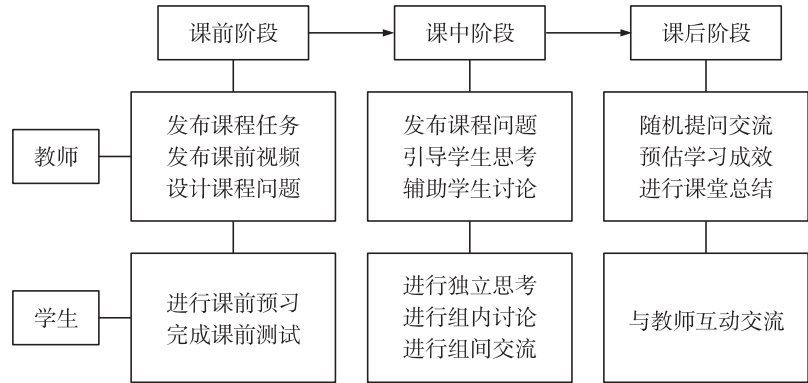 课前阶段
课中阶段
课后阶段
教师
发布课程任务
发布课前视频
设计课程问题
发布课程问题
引导学生思考
辅助学生讨论
随机提问交流
预估学习成效
进行课堂总结
学生
进行课前预习
完成课前测试
进行独立思考
进行组内讨论
进行组间交流
与教师互动交流